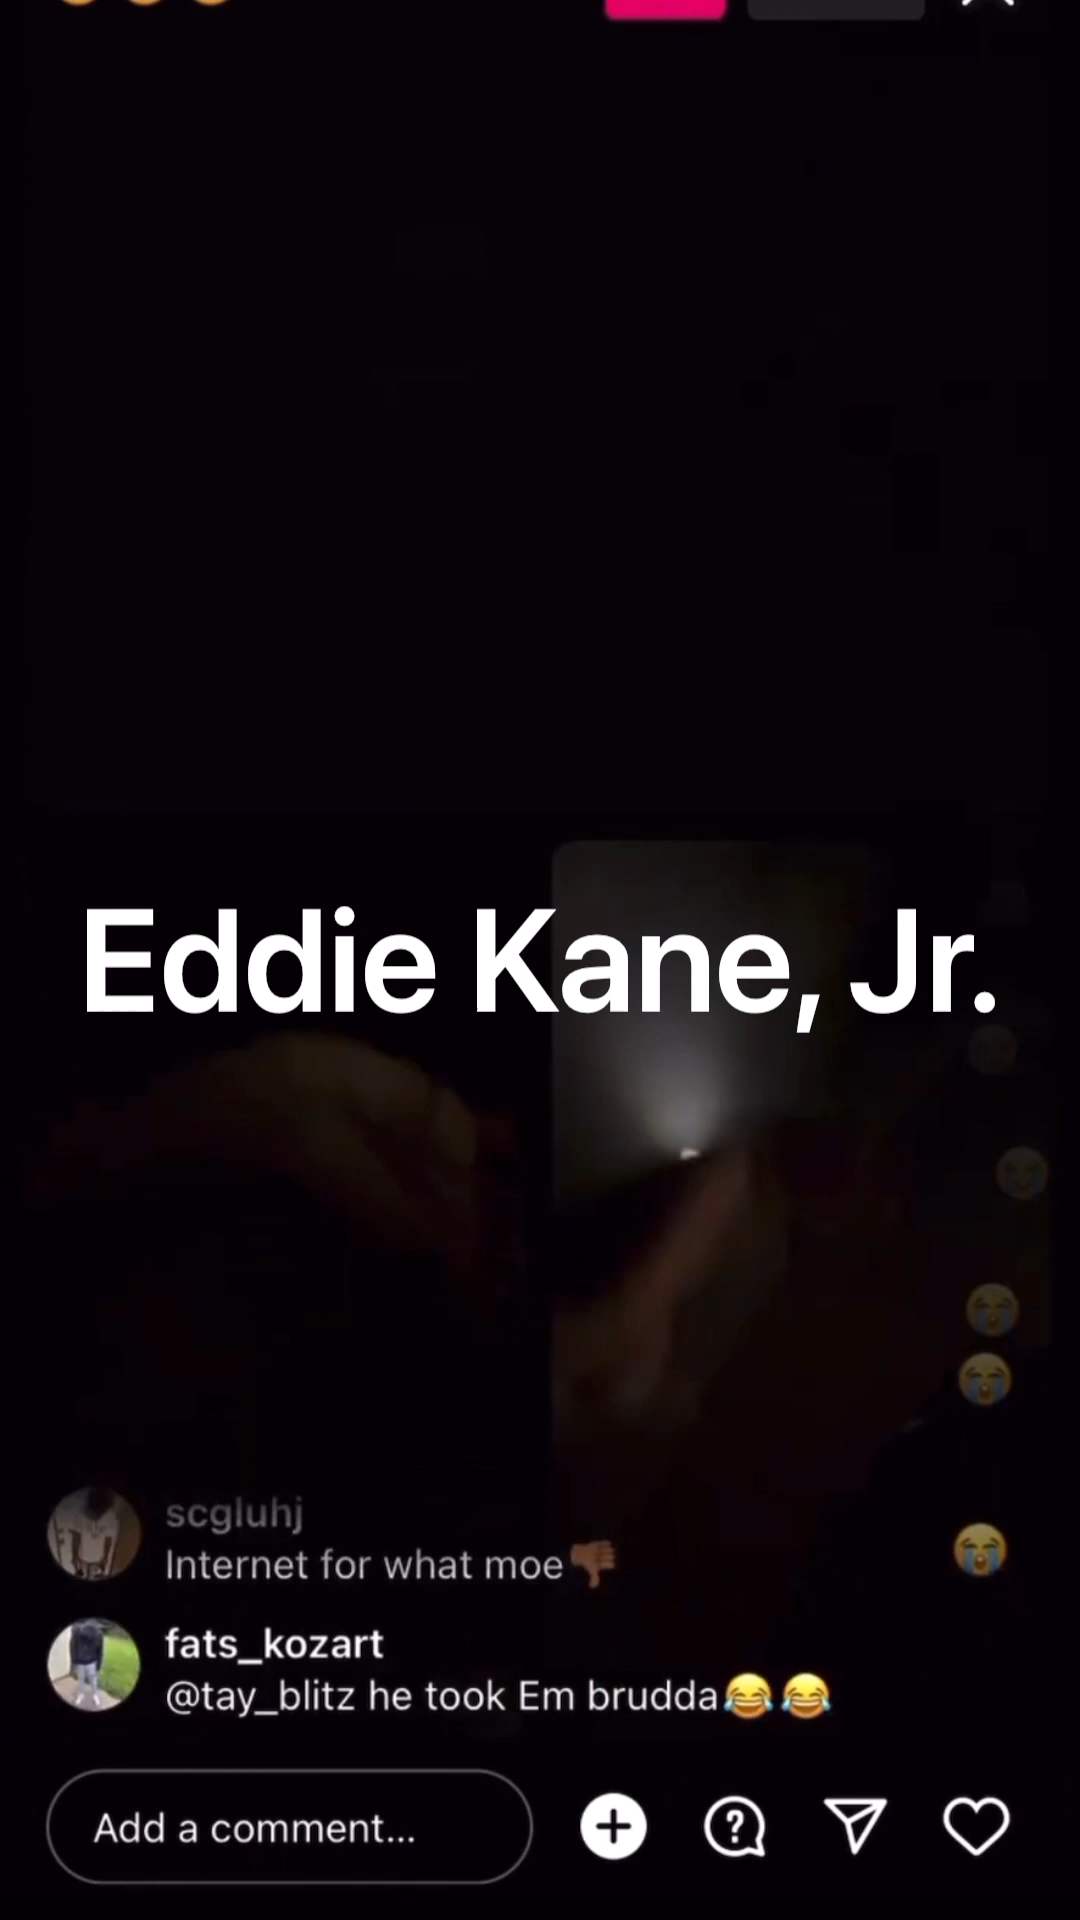 Eddie Kane, Jr.
scgluhj
Internet for what moe👎🏾
fats_kozart
@tay_blitz he took Em brudda😂😂
Add a comment...